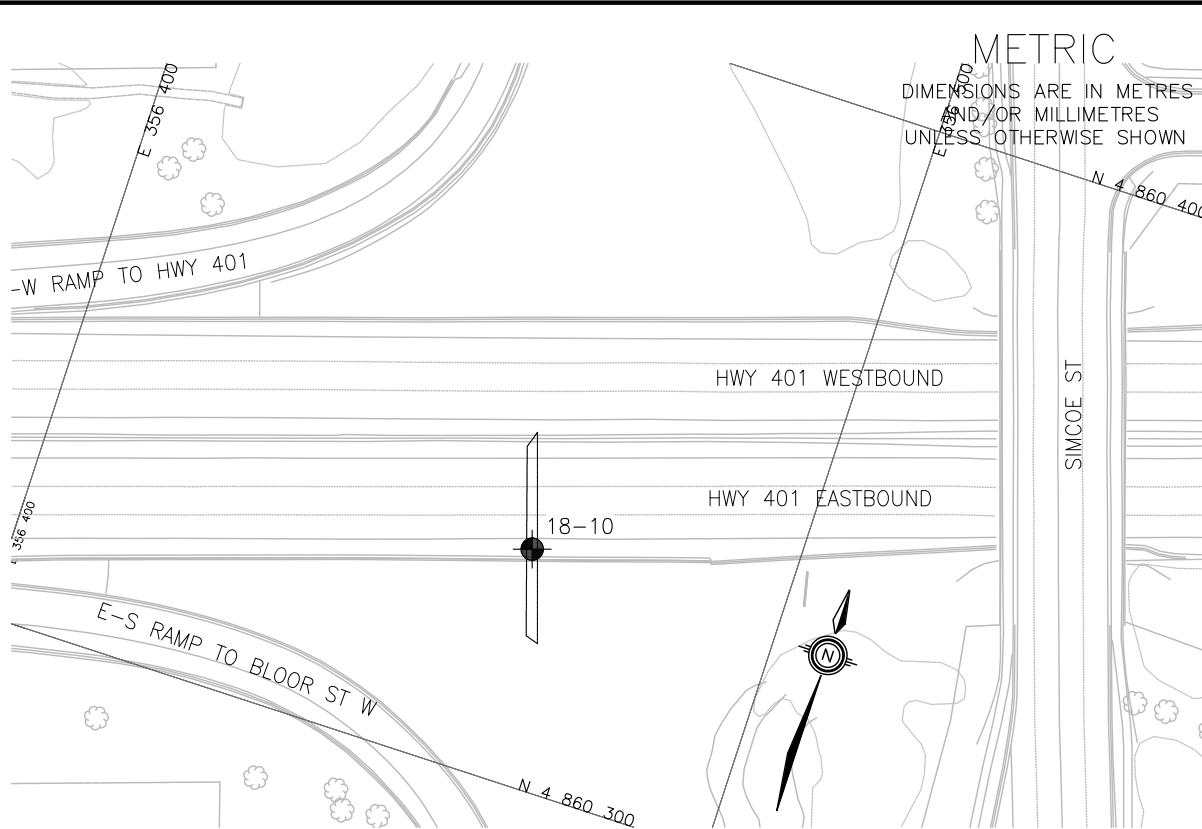 METRIC
DIMENSIONS ARE IN METRES
AND/OR MILLIMETRES
UNLESS OTHERWISE SHOWN
E 356 400
E 356 500
N 4 860 400
-W RAMP TO HWY 401
HWY 401 WESTBOUND
SIMCOE ST
HWY 401 EASTBOUND
18-10
E 356 400
E-S RAMP TO BLOOR ST W
N
N 4 860 300